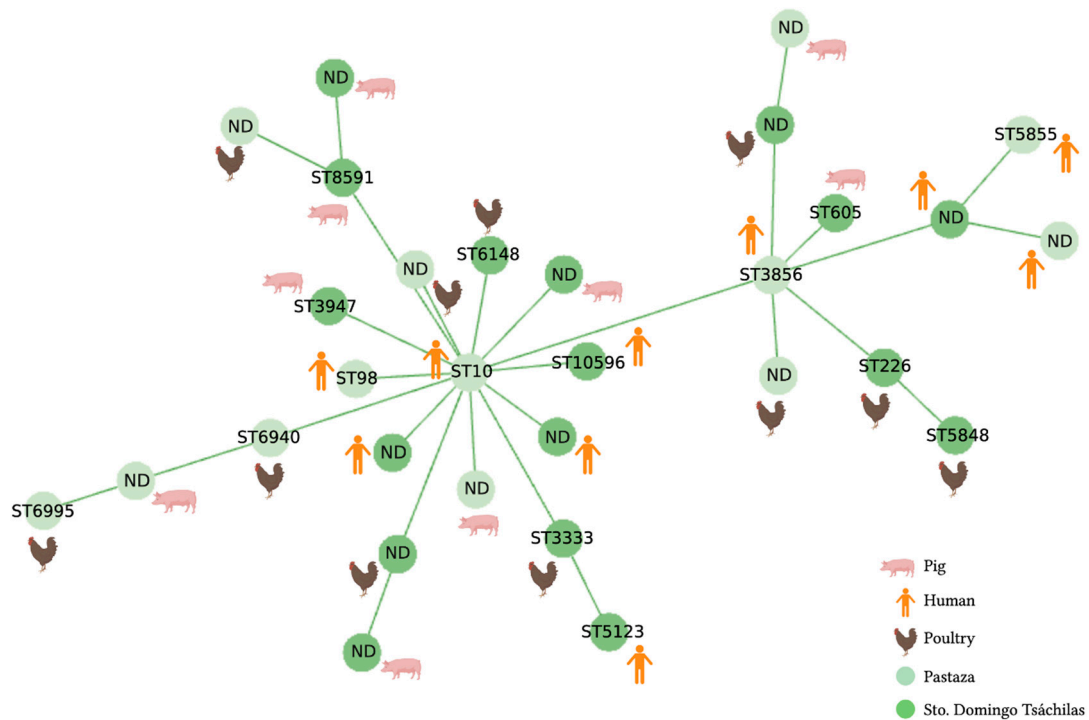 ND
ND
ND
ND
ND
ST5855
ST8591
ST605
ND
ND
ST6148
ND
ND
ST3856
ST3947
ST10596
ST226
ST10
ST98
ND
ST6940
ND
ST5848
ND
ND
ND
ST6995
ST3333
ND
ST5123
ND
Pig
Human
Poultry
Pastaza
Sto. Domingo Tsáchilas